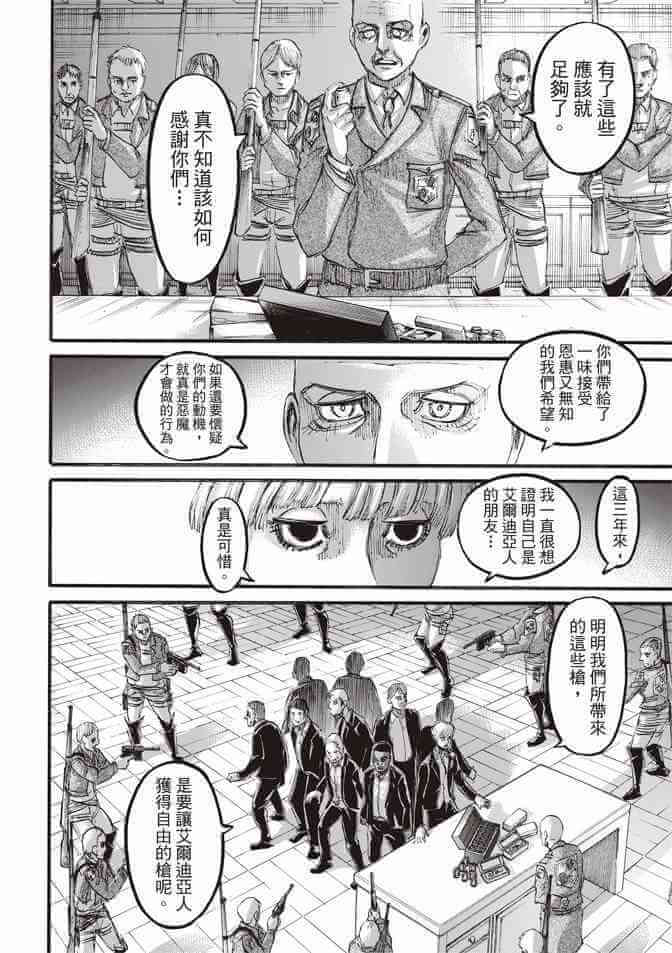 有了這些
應該就
足夠了。
真不知道該如何
感謝你們…
你們帶給了
一味接受
恩惠又無知
的我們希望。
如果還要懷疑
你們的動機，
就真是惡魔
才會做的行為。
這三年來，
我一直很想
證明自己是
艾爾迪亞人
的朋友…
真是可惜。
明明我們所帶來
的這些槍，
是要讓艾爾迪亞人
獲得自由的槍呢。